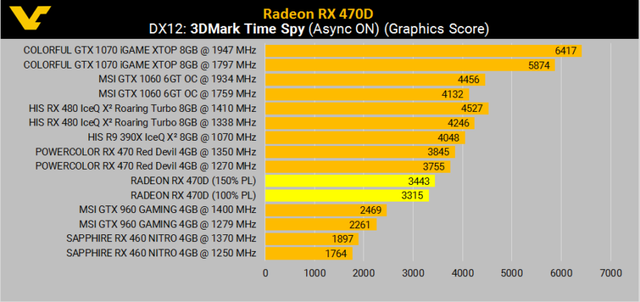 Radeon RX 470D
DX12: 3DMark Time Spy (Async ON) (Graphics Score)
COLORFUL GTX 1070 iGAME XTOP 8GB @ 1947 MHz 6417
COLORFUL GTX 1070 iGAME XTOP 8GB @ 1797 MHz 5874
MSI GTX 1060 6GT OC @ 1934 MHz 4456
MSI GTX 1060 6GT OC @ 1759 MHz 4132
HIS RX 480 IceQ X² Roaring Turbo 8GB @ 1410 MHz 4527
HIS RX 480 IceQ X² Roaring Turbo 8GB @ 1338 MHz 4246
HIS R9 390X IceQ X² 8GB @ 1070 MHz 4048
POWERCOLOR RX 470 Red Devil 4GB @ 1350 MHz 3845
POWERCOLOR RX 470 Red Devil 4GB @ 1270 MHz 3755
RADEON RX 470D (150% PL) 3443
RADEON RX 470D (100% PL) 3315
MSI GTX 960 GAMING 4GB @ 1400 MHz 2469
MSI GTX 960 GAMING 4GB @ 1279 MHz 2261
SAPPHIRE RX 460 NITRO 4GB @ 1370 MHz 1897
SAPPHIRE RX 460 NITRO 4GB @ 1250 MHz 1764
0 1000 2000 3000 4000 5000 6000 7000